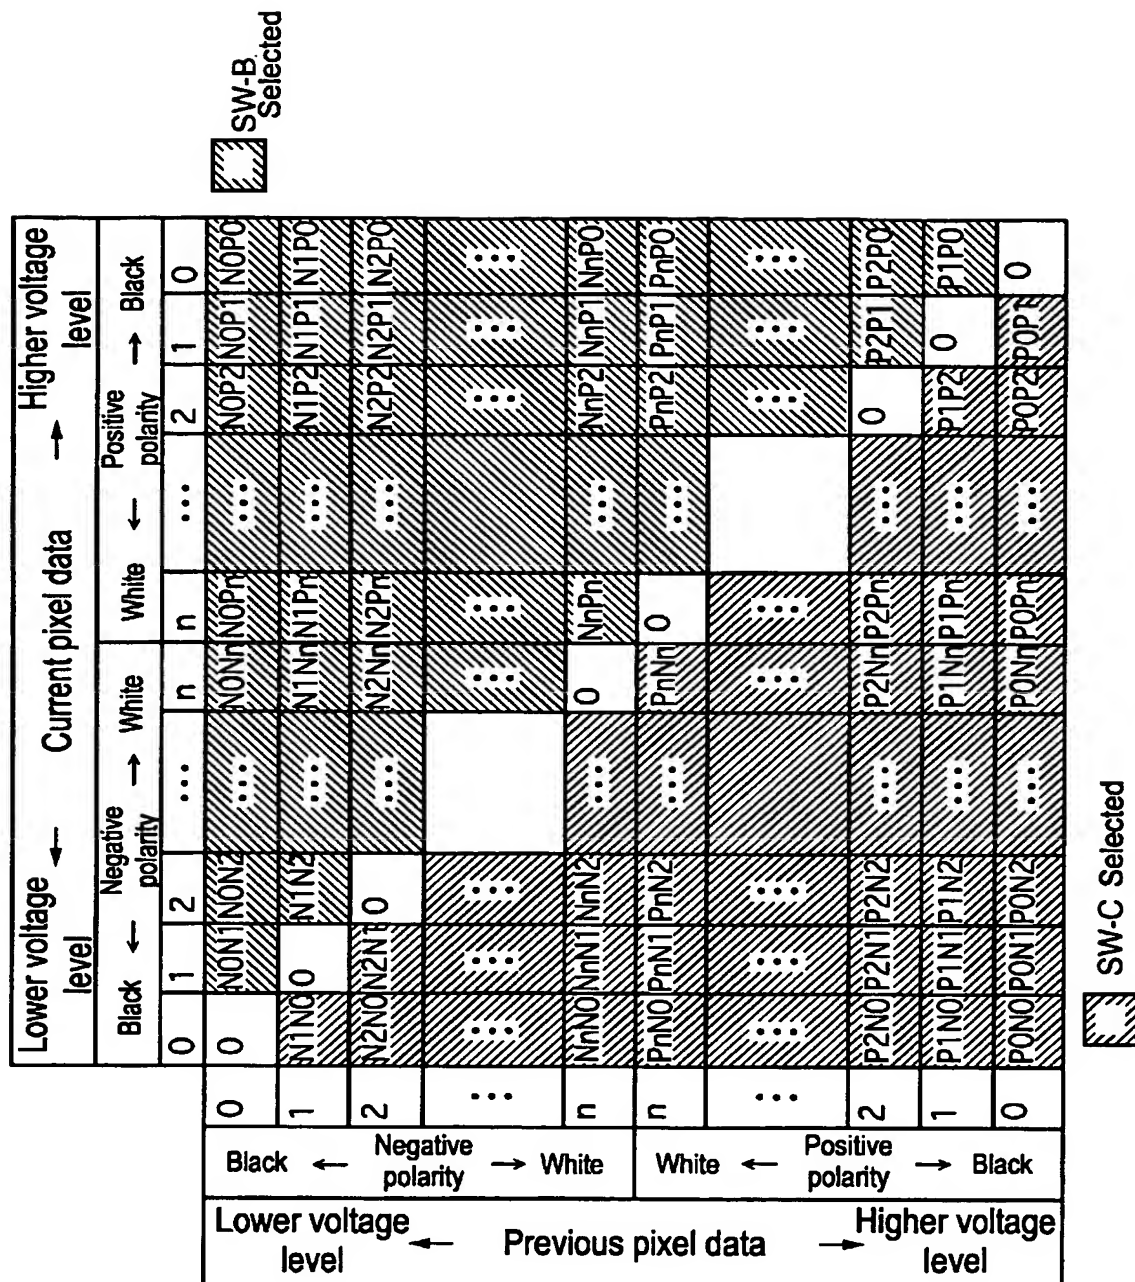 Lower voltage level ← Current pixel data → Higher voltage level
Black ← Negative polarity → White White ← Positive polarity → Black
0 1 2 ... n n ... 2 1 0
SW-B Selected
Lower voltage level ← Previous pixel data → Higher voltage level
Black ← Negative polarity → White
White ← Positive polarity → Black
0 0 N0N1 N0N2 ... N0Nn N0Pn ... N0P2 N0P1 N0P0
1 N1N0 0 N1N2 ... N1Nn N1Pn ... N1P2 N1P1 N1P0
2 N2N0 N2N1 0 ... N2Nn N2Pn ... N2P2 N2P1 N2P0
... ... ... ... ... ... ... ... ...
n NnN0 NnN1 NnN2 ... 0 NnPn ... NnP2 NnP1 NnP0
n PnN0 PnN1 PnN2 ... PnNn 0 ... PnP2 PnP1 PnP0
... ... ... ... ... ... ... ... ...
2 P2N0 P2N1 P2N2 ... P2Nn P2Pn ... 0 P2P1 P2P0
1 P1N0 P1N1 P1N2 ... P1Nn P1Pn ... P1P2 0 P1P0
0 P0N0 P0N1 P0N2 ... P0Nn P0Pn ... P0P2 P0P1 0
SW-C Selected